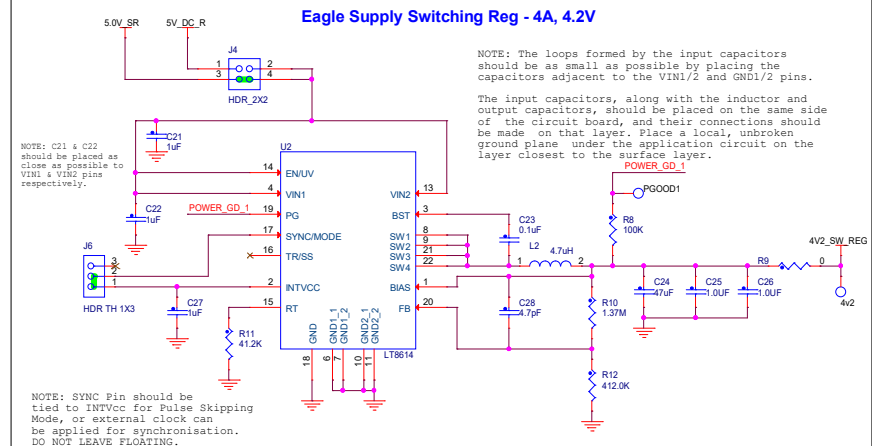 Eagle Supply Switching Reg - 4A, 4.2V
5.0V_SR
5V_DC_R
J4
1
2
3
4
HDR_2X2
NOTE: The loops formed by the input capacitors
should be as small as possible by placing the
capacitors adjacent to the VIN1/2 and GND1/2 pins.
The input capacitors, along with the inductor and
output capacitors, should be placed on the same side
of the circuit board, and their connections should
be made on that layer. Place a local, unbroken
ground plane under the application circuit on the
layer closest to the surface layer.
NOTE: C21 & C22
should be placed as
close as possible to
VIN1 & VIN2 pins
respectively.
C21
1uF
C22
1uF
U2
14
EN/UV
4
VIN1
19
PG
POWER_GD_1
17
SYNC/MODE
16
TR/SS
2
INTVCC
15
RT
VIN2
13
BST
3
SW1
8
SW2
9
SW3
21
SW4
22
BIAS
1
FB
20
GND
GND1_1
GND1_2
GND2_1
GND2_2
18
6
7
10
11
LT8614
J6
3
2
1
HDR TH 1X3
C27
1uF
R11
41.2K
C23
0.1uF
L2
4.7uH
1
2
C28
4.7pF
R10
1.37M
R12
412.0K
POWER_GD_1
PGOOD1
R8
100K
C24
47uF
C25
1.0UF
C26
1.0UF
R9
0
4V2_SW_REG
4v2
NOTE: SYNC Pin should be
tied to INTVcc for Pulse Skipping
Mode, or external clock can
be applied for synchronisation.
DO NOT LEAVE FLOATING.